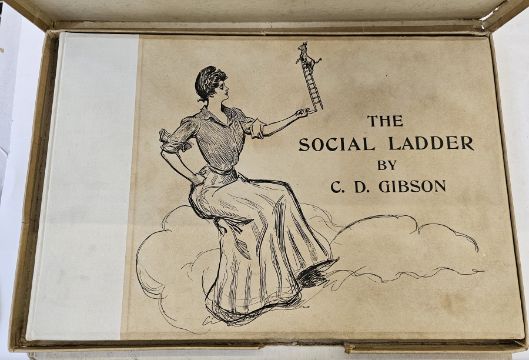 THE
SOCIAL LADDER
BY
C. D. GIBSON